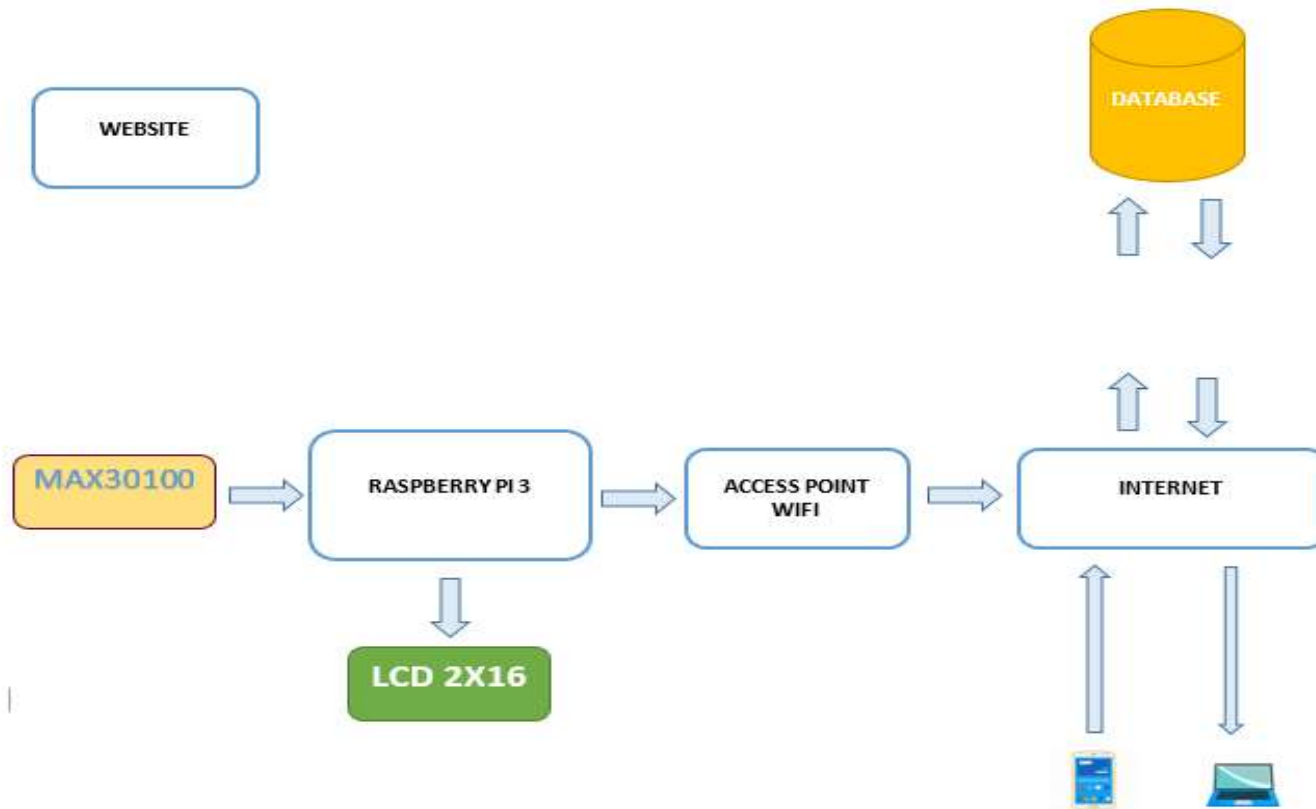 WEBSITE
DATABASE
MAX30100
RASPBERRY PI 3
ACCESS POINT
WIFI
INTERNET
LCD 2X16